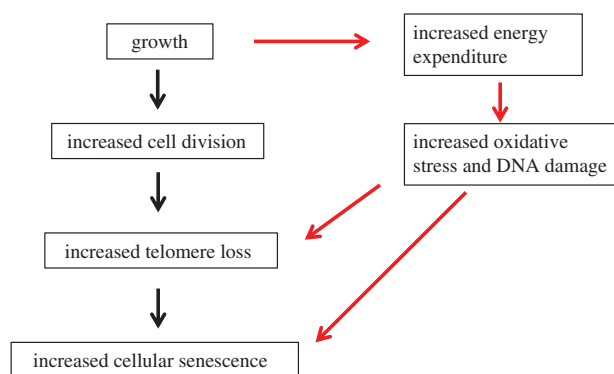 growth
increased energy
expenditure
increased cell division
increased oxidative
stress and DNA damage
increased telomere loss
increased cellular senescence